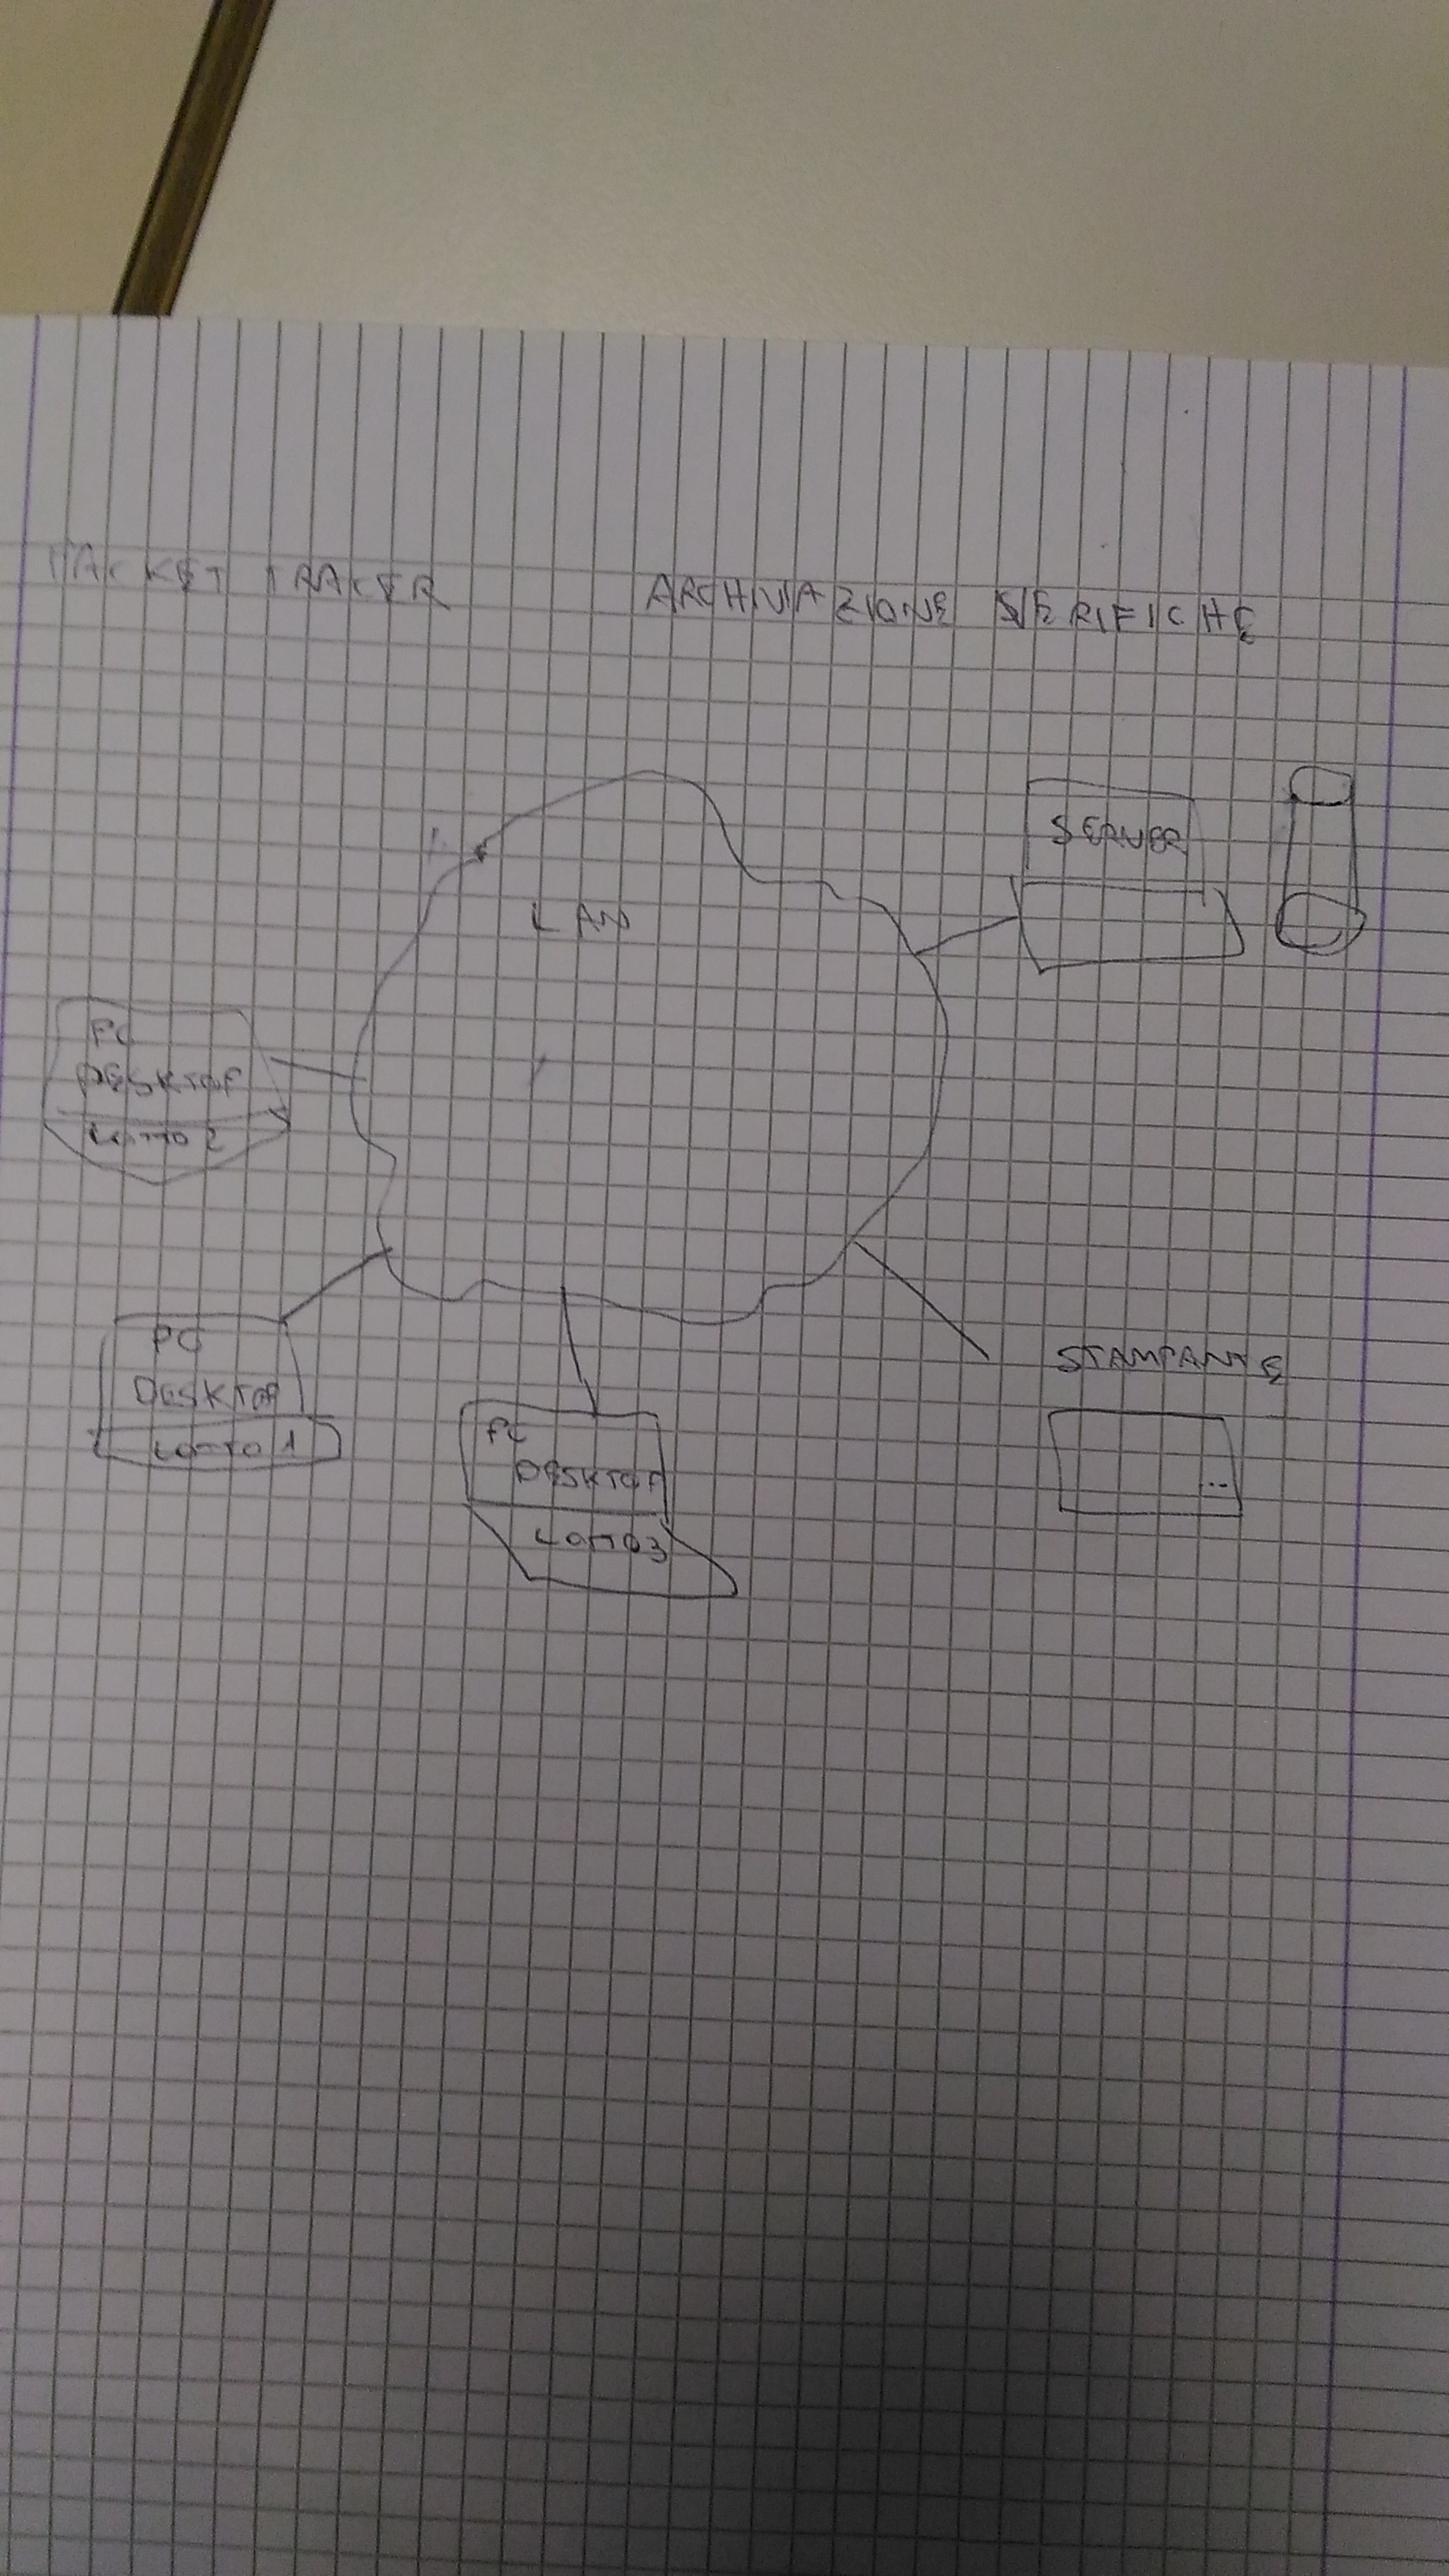 PACKET TRACER ARCHIVIAZIONE VERIFICHE
SERVER
LAN
PC
DESKTOP
LOTTO 2
PC
DESKTOP
LOTTO 1
PC
DESKTOP
LOTTO 3
STAMPANTE